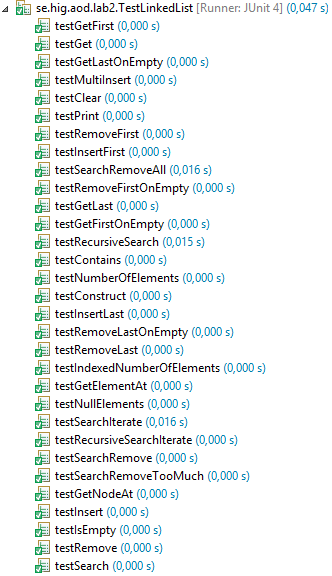 se.hig.aod.lab2.TestLinkedList [Runner: JUnit 4] (0,047 s)
testGetFirst (0,000 s)
testGet (0,000 s)
testGetLastOnEmpty (0,000 s)
testMultiInsert (0,000 s)
testClear (0,000 s)
testPrint (0,000 s)
testRemoveFirst (0,000 s)
testInsertFirst (0,000 s)
testSearchRemoveAll (0,016 s)
testRemoveFirstOnEmpty (0,000 s)
testGetLast (0,000 s)
testGetFirstOnEmpty (0,000 s)
testRecursiveSearch (0,015 s)
testContains (0,000 s)
testNumberOfElements (0,000 s)
testConstruct (0,000 s)
testInsertLast (0,000 s)
testRemoveLastOnEmpty (0,000 s)
testRemoveLast (0,000 s)
testIndexedNumberOfElements (0,000 s)
testGetElementAt (0,000 s)
testNullElements (0,000 s)
testSearchIterate (0,016 s)
testRecursiveSearchIterate (0,000 s)
testSearchRemove (0,000 s)
testSearchRemoveTooMuch (0,000 s)
testGetNodeAt (0,000 s)
testInsert (0,000 s)
testIsEmpty (0,000 s)
testRemove (0,000 s)
testSearch (0,000 s)